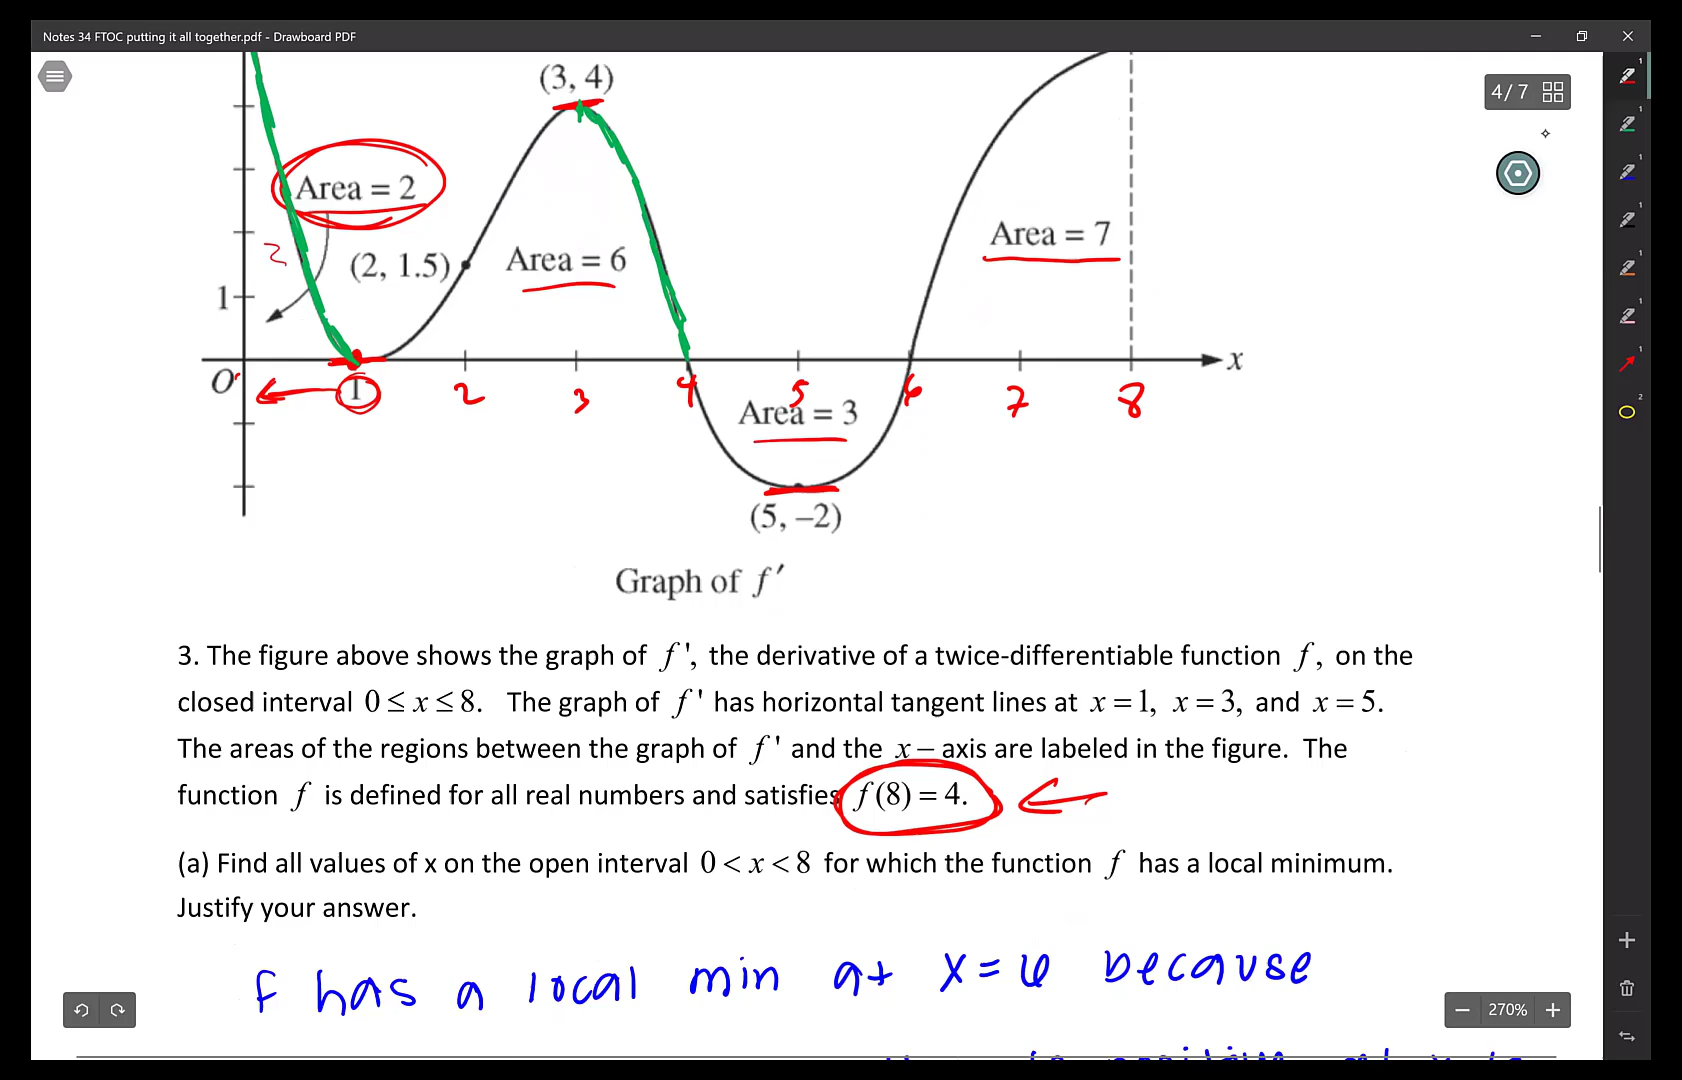 Notes 34 FTOC putting it all together.pdf - Drawboard PDF
4/7
(3, 4)
Area = 2
2
(2, 1.5)
Area = 6
Area = 7
1
O
x
1 2 3 4 5 6 7 8
Area = 3
(5, –2)
Graph of f′
3. The figure above shows the graph of f ', the derivative of a twice-differentiable function f, on the
closed interval 0 ≤ x ≤ 8. The graph of f ' has horizontal tangent lines at x = 1, x = 3, and x = 5.
The areas of the regions between the graph of f ' and the x – axis are labeled in the figure. The
function f is defined for all real numbers and satisfies f (8) = 4.
(a) Find all values of x on the open interval 0 < x < 8 for which the function f has a local minimum.
Justify your answer.
f has a local min at x = 6 because
270%